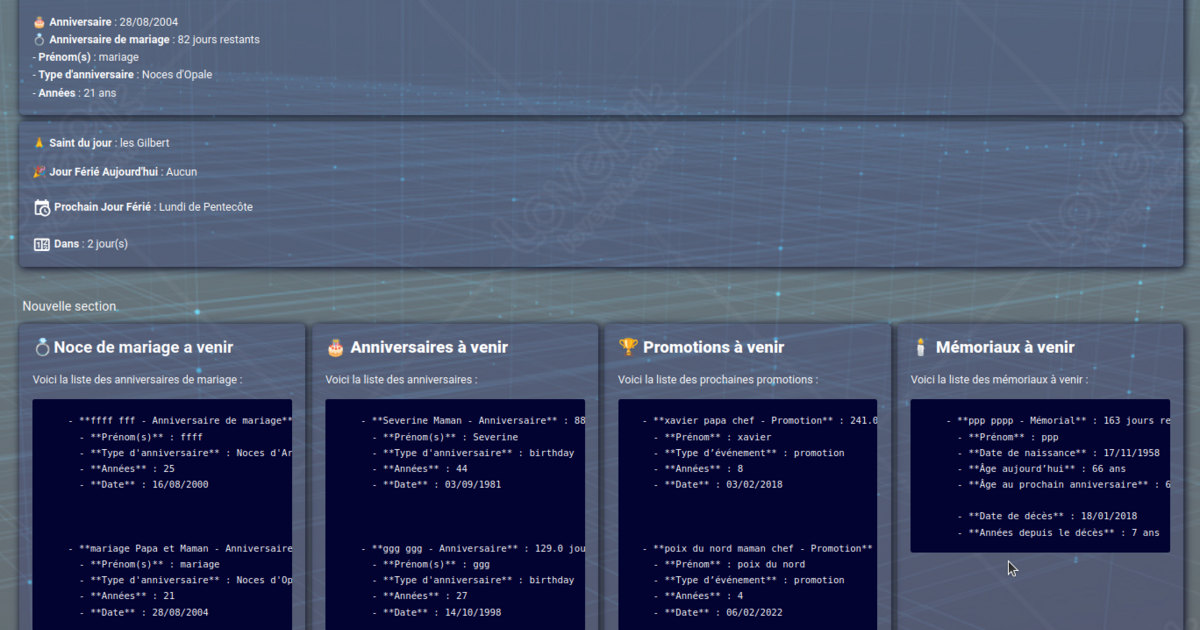 Anniversaire : 28/08/2004
Anniversaire de mariage : 82 jours restants
- Prénom(s) : mariage
- Type d'anniversaire : Noces d'Opale
- Années : 21 ans
Saint du jour : les Gilbert
Jour Férié Aujourd'hui : Aucun
Prochain Jour Férié : Lundi de Pentecôte
Dans : 2 jour(s)
Nouvelle section
Noce de mariage a venir
Voici la liste des anniversaires de mariage :
- **ffff fff - Anniversaire de mariage**
- **Prénom(s)** : ffff
- **Type d'anniversaire** : Noces d'Ar
- **Années** : 25
- **Date** : 16/08/2000
- **mariage Papa et Maman - Anniversaire
- **Prénom(s)** : mariage
- **Type d'anniversaire** : Noces d'Op
- **Années** : 21
- **Date** : 28/08/2004
Anniversaires à venir
Voici la liste des anniversaires :
- **Severine Maman - Anniversaire** : 88
- **Prénom(s)** : Severine
- **Type d'anniversaire** : birthday
- **Années** : 44
- **Date** : 03/09/1981
- **ggg ggg - Anniversaire** : 129.0 jou
- **Prénom(s)** : ggg
- **Type d'anniversaire** : birthday
- **Années** : 27
- **Date** : 14/10/1998
Promotions à venir
Voici la liste des prochaines promotions :
- **xavier papa chef - Promotion** : 241.0
- **Prénom** : xavier
- **Type d’événement** : promotion
- **Années** : 8
- **Date** : 03/02/2018
- **poix du nord maman chef - Promotion**
- **Prénom** : poix du nord
- **Type d’événement** : promotion
- **Années** : 4
- **Date** : 06/02/2022
Mémoriaux à venir
Voici la liste des mémoriaux à venir :
- **ppp pppp - Mémorial** : 163 jours re
- **Prénom** : ppp
- **Date de naissance** : 17/11/1958
- **Âge aujourd’hui** : 66 ans
- **Âge au prochain anniversaire** : 6
- **Date de décès** : 18/01/2018
- **Années depuis le décès** : 7 ans